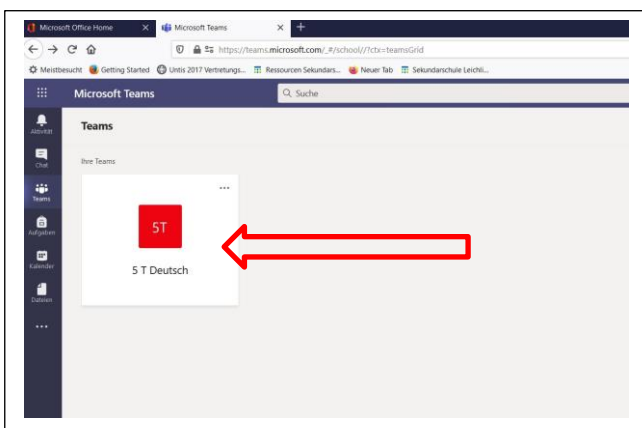 Microsoft Office Home
Microsoft Teams
https://teams.microsoft.com/_#/school//?ctx=teamsGrid
Meistbesucht Getting Started Untis 2017 Vertretungs... Ressourcen Sekundars... Neuer Tab Sekundarschule Leichli...
Microsoft Teams
Suche
Aktivität
Chat
Teams
Aufgaben
Kalender
Dateien
Teams
Ihre Teams
5T
5 T Deutsch